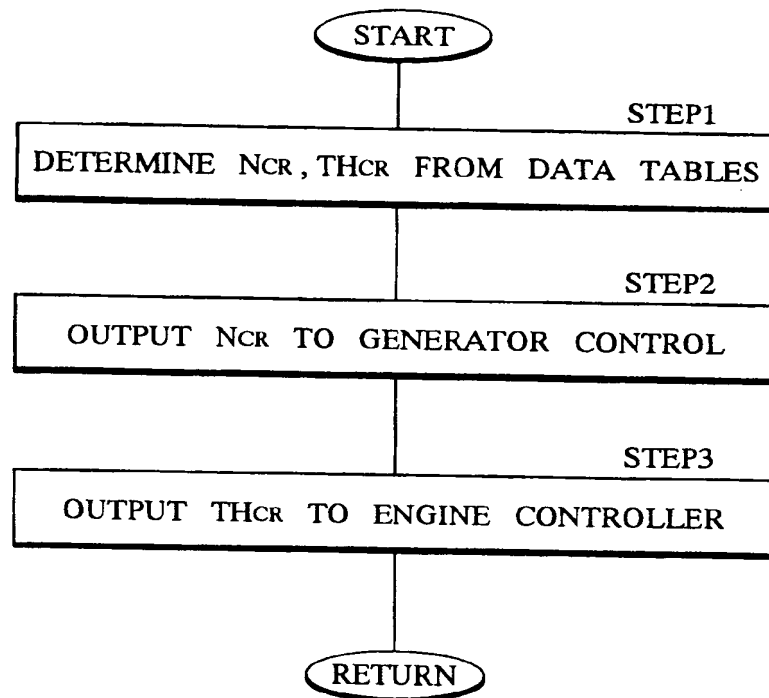 START
STEP1
DETERMINE NCR, THCR FROM DATA TABLES
STEP2
OUTPUT NCR TO GENERATOR CONTROL
STEP3
OUTPUT THCR TO ENGINE CONTROLLER
RETURN